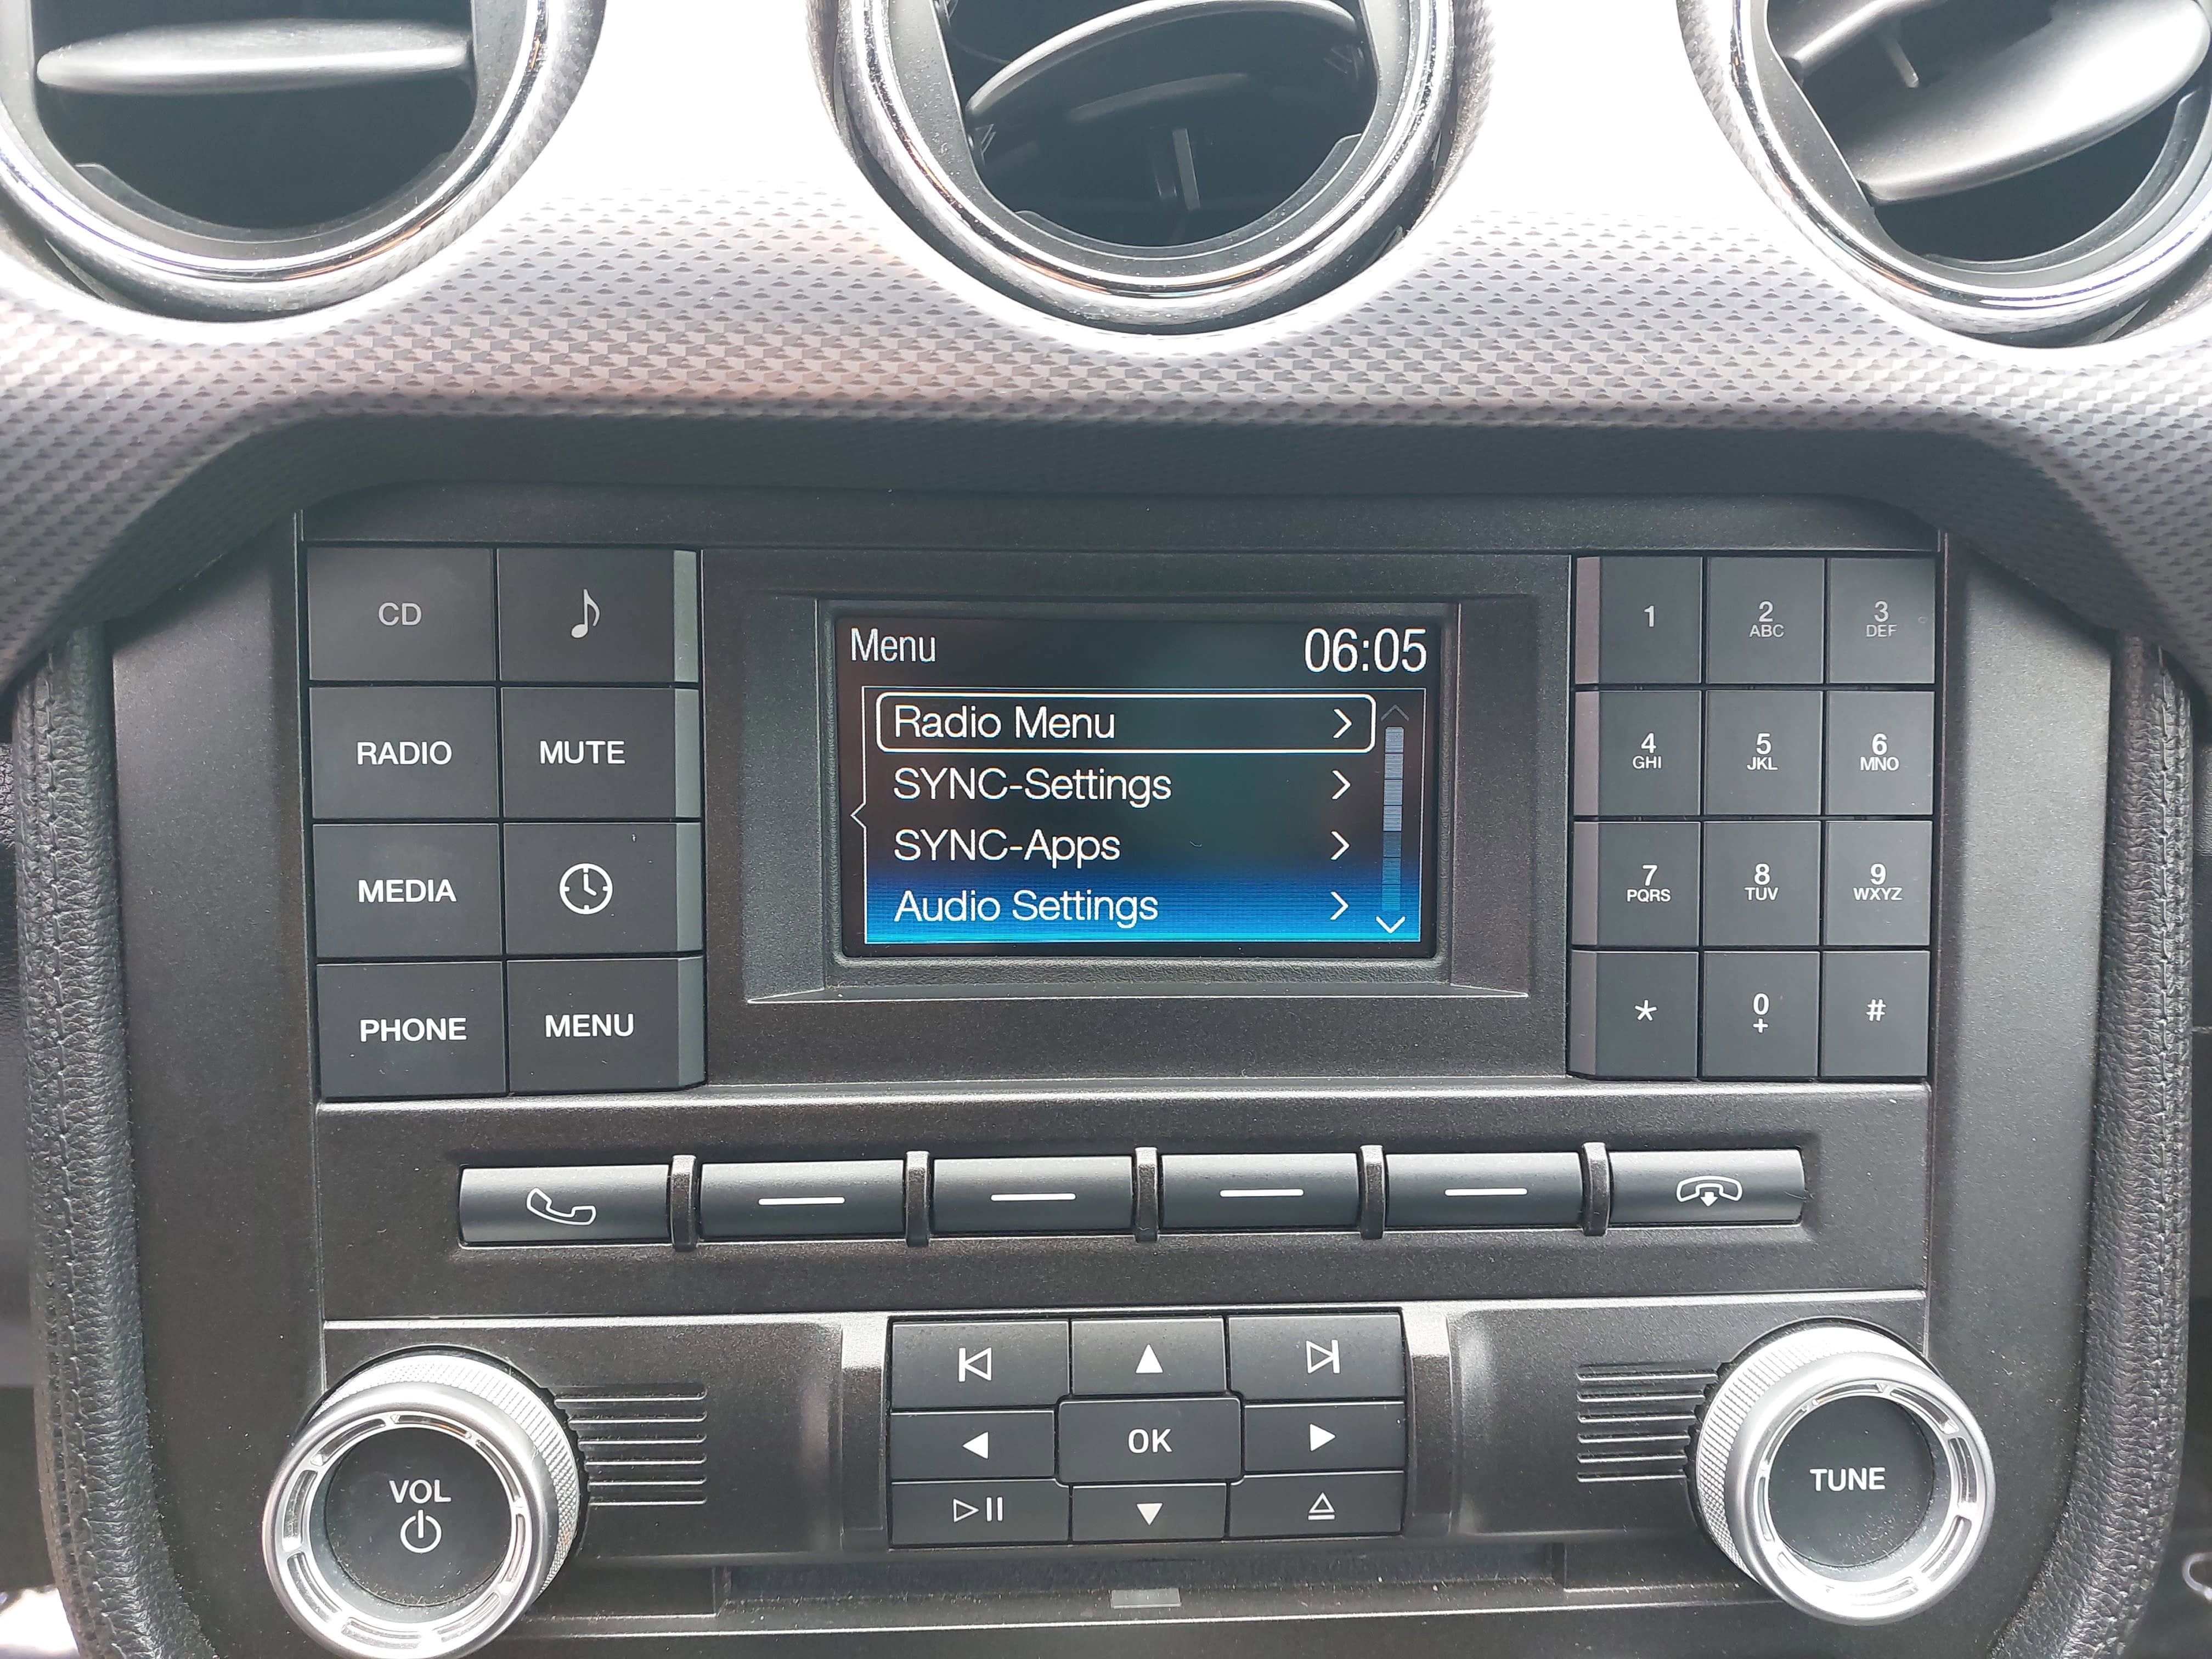 CD
RADIO
MUTE
MEDIA
PHONE
MENU
Menu 06:05
Radio Menu
SYNC-Settings
SYNC-Apps
Audio Settings
1
2
ABC
3
DEF
4
GHI
5
JKL
6
MNO
7
PQRS
8
TUV
9
WXYZ
*
0
+
#
OK
VOL
TUNE